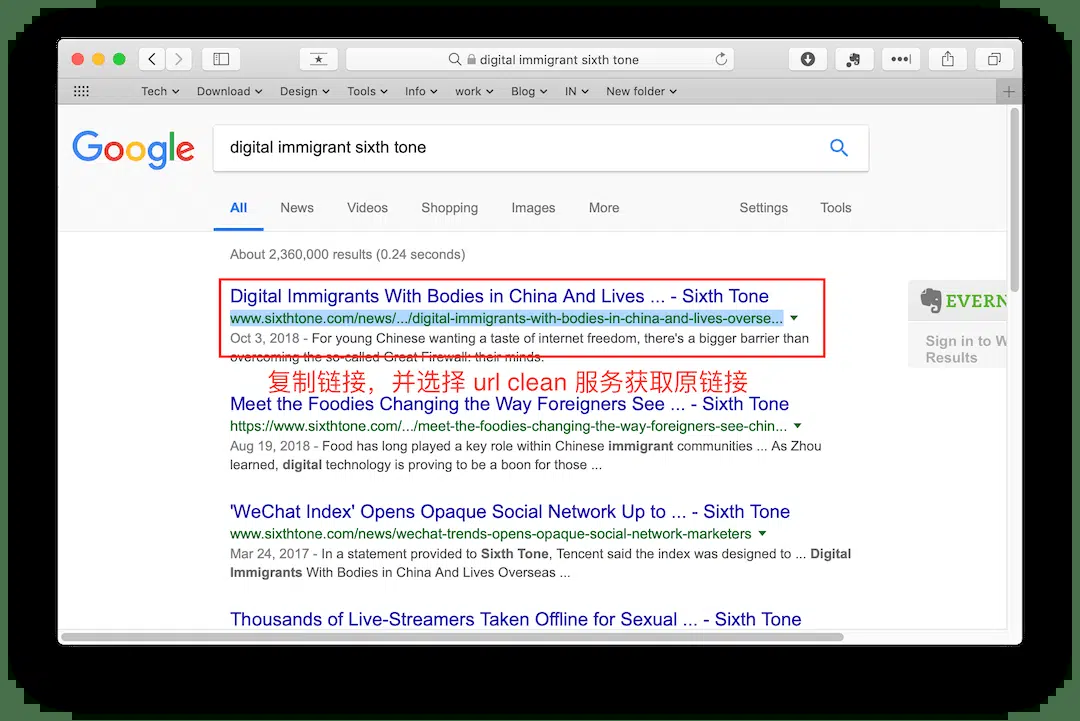 digital immigrant sixth tone
Tech Download Design Tools Info work Blog IN New folder
Google
digital immigrant sixth tone
All News Videos Shopping Images More Settings Tools
About 2,360,000 results (0.24 seconds)
Digital Immigrants With Bodies in China And Lives ... - Sixth Tone
www.sixthtone.com/news/.../digital-immigrants-with-bodies-in-china-and-lives-overse...
Oct 3, 2018 - For young Chinese wanting a taste of internet freedom, there's a bigger barrier than
overcoming the so-called Great Firewall: their minds.
EVERN
Sign in to W
Results
复制链接，并选择 url clean 服务获取原链接
Meet the Foodies Changing the Way Foreigners See ... - Sixth Tone
https://www.sixthtone.com/.../meet-the-foodies-changing-the-way-foreigners-see-chin...
Aug 19, 2018 - Food has long played a key role within Chinese immigrant communities ... As Zhou
learned, digital technology is proving to be a boon for those ...
'WeChat Index' Opens Opaque Social Network Up to ... - Sixth Tone
www.sixthtone.com/news/wechat-trends-opens-opaque-social-network-marketers
Mar 24, 2017 - In a statement provided to Sixth Tone, Tencent said the index was designed to ... Digital
Immigrants With Bodies in China And Lives Overseas ...
Thousands of Live-Streamers Taken Offline for Sexual ... - Sixth Tone